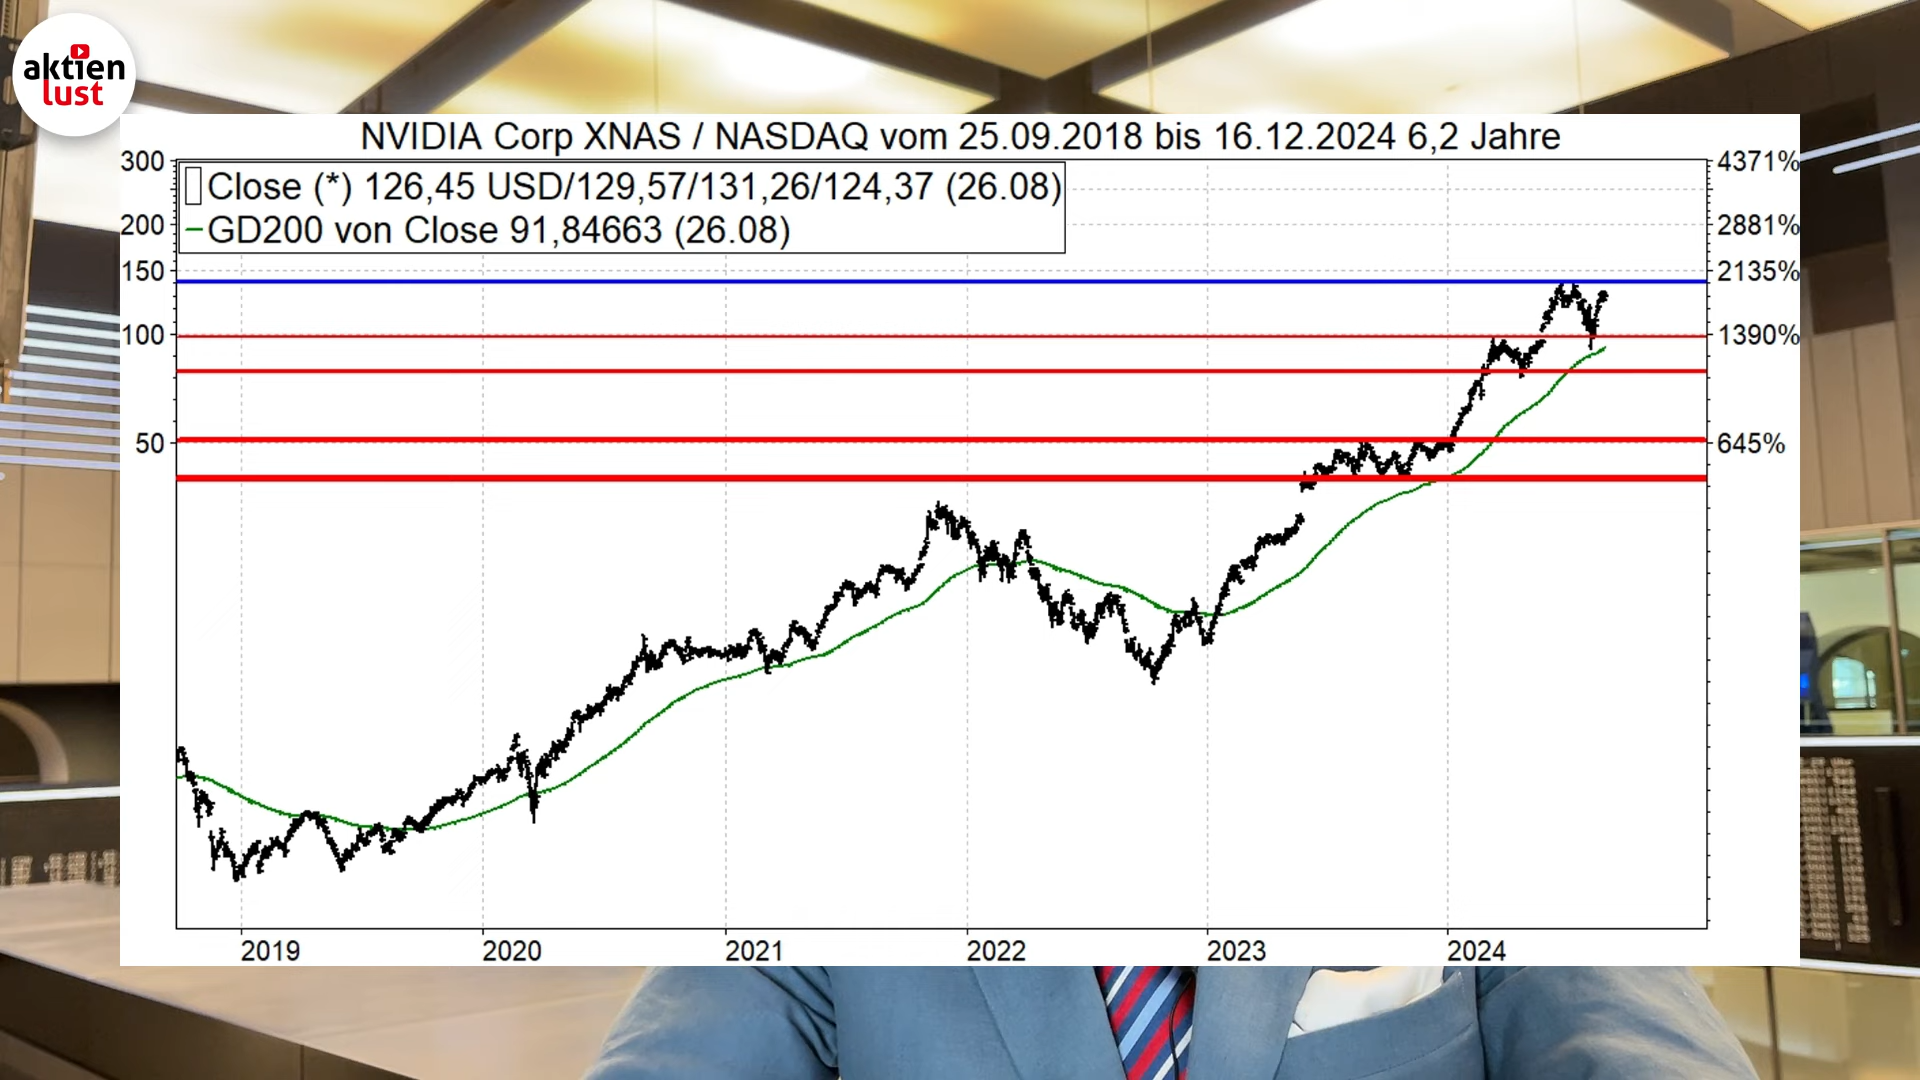 aktien
lust
NVIDIA Corp XNAS / NASDAQ vom 25.09.2018 bis 16.12.2024 6,2 Jahre
Close (*) 126,45 USD/129,57/131,26/124,37 (26.08)
GD200 von Close 91,84663 (26.08)
300 4371%
200 2881%
150 2135%
100 1390%
50 645%
2019 2020 2021 2022 2023 2024